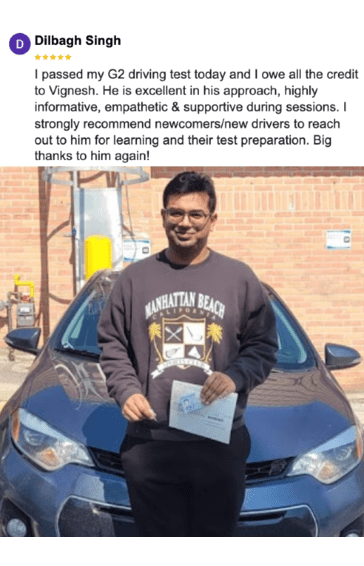 D Dilbagh Singh
I passed my G2 driving test today and I owe all the credit
to Vignesh. He is excellent in his approach, highly
informative, empathetic & supportive during sessions. I
strongly recommend newcomers/new drivers to reach
out to him for learning and their test preparation. Big
thanks to him again!
MANHATTAN BEACH
CALIFORNIA